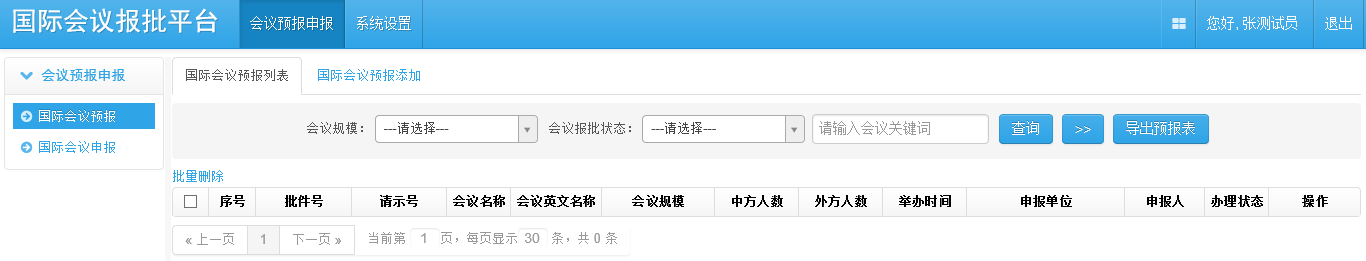 国际会议报批平台 会议预报申报 系统设置 您好,张测试员 退出
会议预报申报 国际会议预报列表 国际会议预报添加
国际会议预报
国际会议申报
会议规模： ---请选择--- 会议报批状态： ---请选择--- 请输入会议关键词 查询 >> 导出预报表
批量删除
序号 批件号 请示号 会议名称 会议英文名称 会议规模 中方人数 外方人数 举办时间 申报单位 申报人 办理状态 操作
« 上一页 1 下一页 » 当前第 1 页，每页显示 30 条，共 0 条